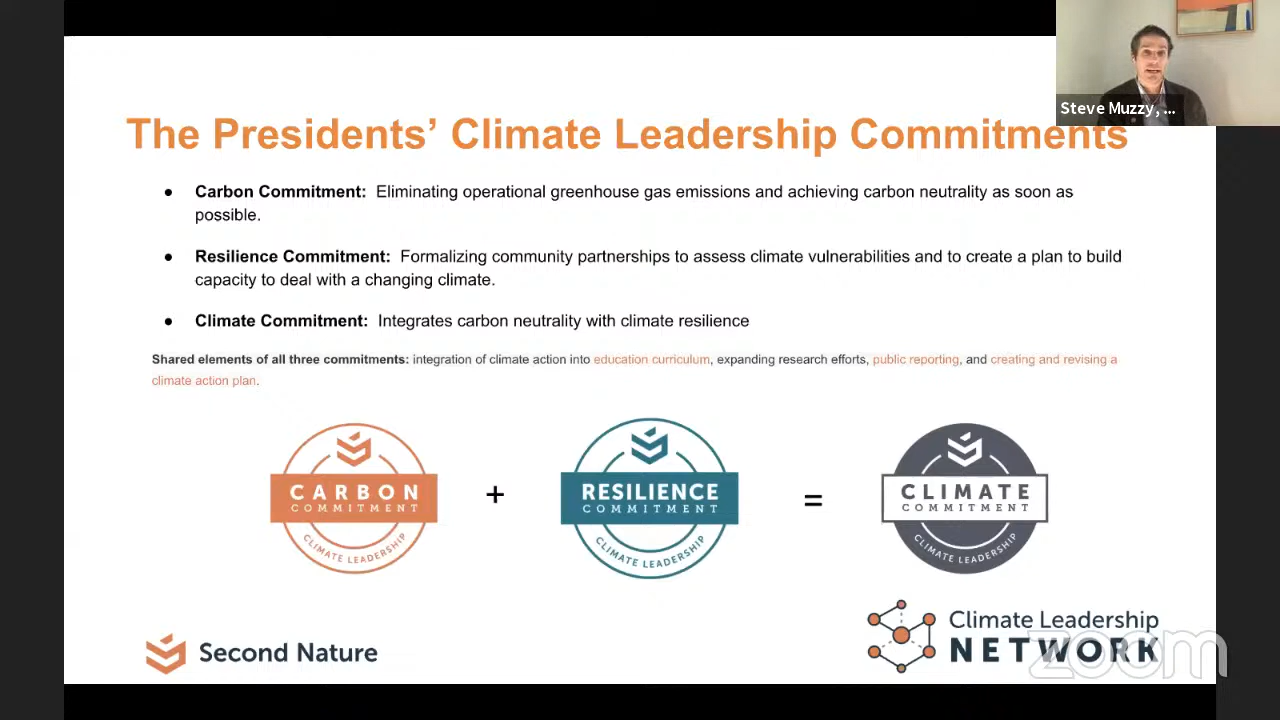 Steve Muzzy, ...
The Presidents’ Climate Leadership Commitments
● Carbon Commitment: Eliminating operational greenhouse gas emissions and achieving carbon neutrality as soon as
possible.
● Resilience Commitment: Formalizing community partnerships to assess climate vulnerabilities and to create a plan to build
capacity to deal with a changing climate.
● Climate Commitment: Integrates carbon neutrality with climate resilience
Shared elements of all three commitments: integration of climate action into education curriculum, expanding research efforts, public reporting, and creating and revising a
climate action plan.
CARBON
COMMITMENT
CLIMATE LEADERSHIP
+
RESILIENCE
COMMITMENT
CLIMATE LEADERSHIP
=
CLIMATE
COMMITMENT
CLIMATE LEADERSHIP
Second Nature
Climate Leadership
NETWORK
zoom